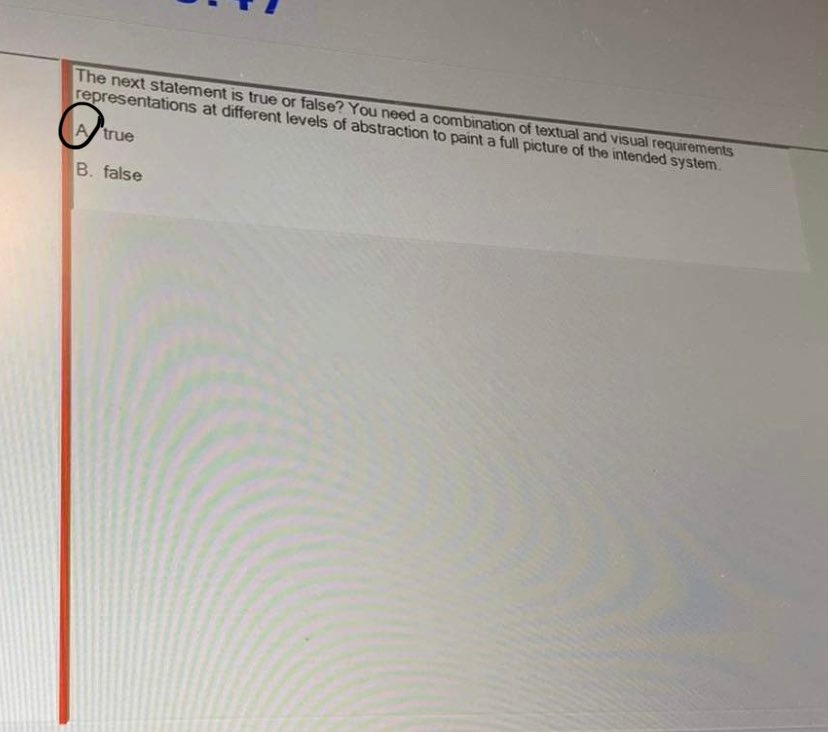 The next statement is true or false? You need a combination of textual and visual requirements
representations at different levels of abstraction to paint a full picture of the intended system.
A true
B. false